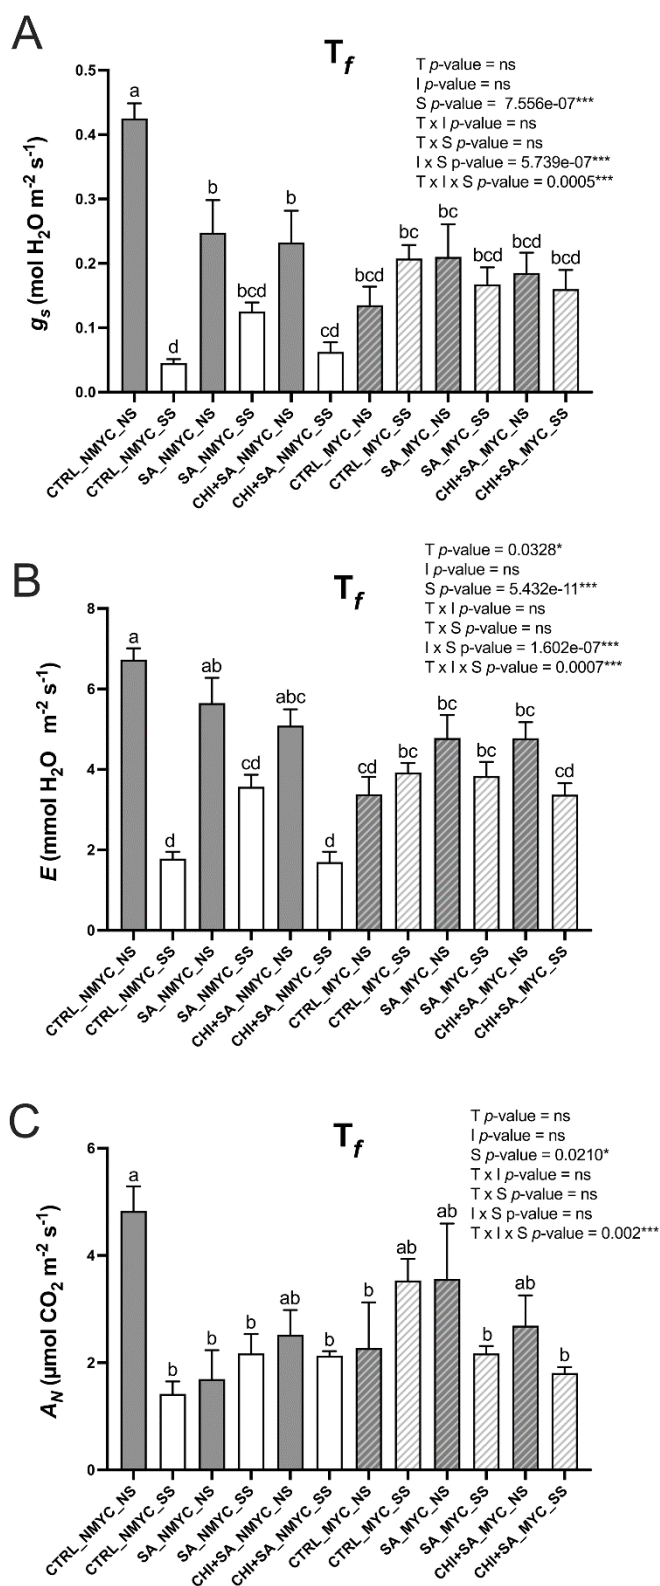 A
T_f
T p-value = ns
I p-value = ns
S p-value = 7.556e-07***
T x I p-value = ns
T x S p-value = ns
I x S p-value = 5.739e-07***
T x I x S p-value = 0.0005***
g_s (mol H₂O m⁻² s⁻¹)
0.5
0.4
0.3
0.2
0.1
0.0
a
d
b
bcd
b
cd
bcd
bc
bc
bcd
bcd
bcd
CTRL_NMYC_NS
CTRL_NMYC_SS
SA_NMYC_NS
SA_NMYC_SS
CHI+SA_NMYC_NS
CHI+SA_NMYC_SS
CTRL_MYC_NS
CTRL_MYC_SS
SA_MYC_NS
SA_MYC_SS
CHI+SA_MYC_NS
CHI+SA_MYC_SS
B
T_f
T p-value = 0.0328*
I p-value = ns
S p-value = 5.432e-11***
T x I p-value = ns
T x S p-value = ns
I x S p-value = 1.602e-07***
T x I x S p-value = 0.0007***
E (mmol H₂O m⁻² s⁻¹)
8
6
4
2
0
a
d
ab
cd
abc
d
cd
bc
bc
bc
bc
cd
CTRL_NMYC_NS
CTRL_NMYC_SS
SA_NMYC_NS
SA_NMYC_SS
CHI+SA_NMYC_NS
CHI+SA_NMYC_SS
CTRL_MYC_NS
CTRL_MYC_SS
SA_MYC_NS
SA_MYC_SS
CHI+SA_MYC_NS
CHI+SA_MYC_SS
C
T_f
T p-value = ns
I p-value = ns
S p-value = 0.0210*
T x I p-value = ns
T x S p-value = ns
I x S p-value = ns
T x I x S p-value = 0.002***
A_N (µmol CO₂ m⁻² s⁻¹)
6
4
2
0
a
b
b
b
ab
b
b
ab
ab
b
ab
b
CTRL_NMYC_NS
CTRL_NMYC_SS
SA_NMYC_NS
SA_NMYC_SS
CHI+SA_NMYC_NS
CHI+SA_NMYC_SS
CTRL_MYC_NS
CTRL_MYC_SS
SA_MYC_NS
SA_MYC_SS
CHI+SA_MYC_NS
CHI+SA_MYC_SS